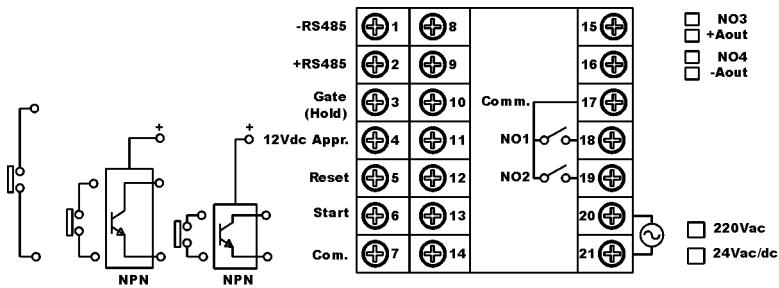 -RS485 1 8 15 NO3
+Aout
+RS485 2 9 16 NO4
-Aout
Gate
(Hold) 3 10 Comm. 17
+ + 12Vdc Appr. 4 11 NO1 18
Reset 5 12 NO2 19
Start 6 13 20 220Vac
Com. 7 14 21 24Vac/dc
NPN NPN